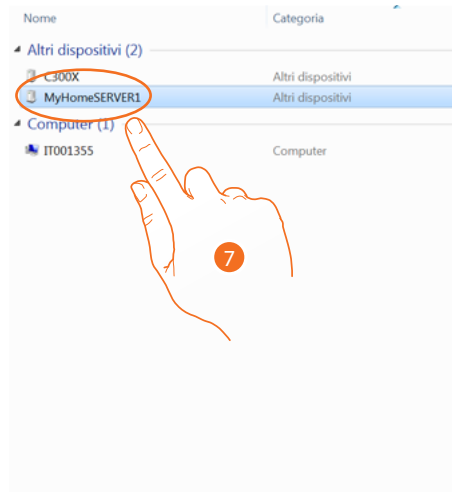 Nome Categoria
Altri dispositivi (2)
C300X Altri dispositivi
MyHomeSERVER1 Altri dispositivi
Computer (1)
IT001355 Computer
7